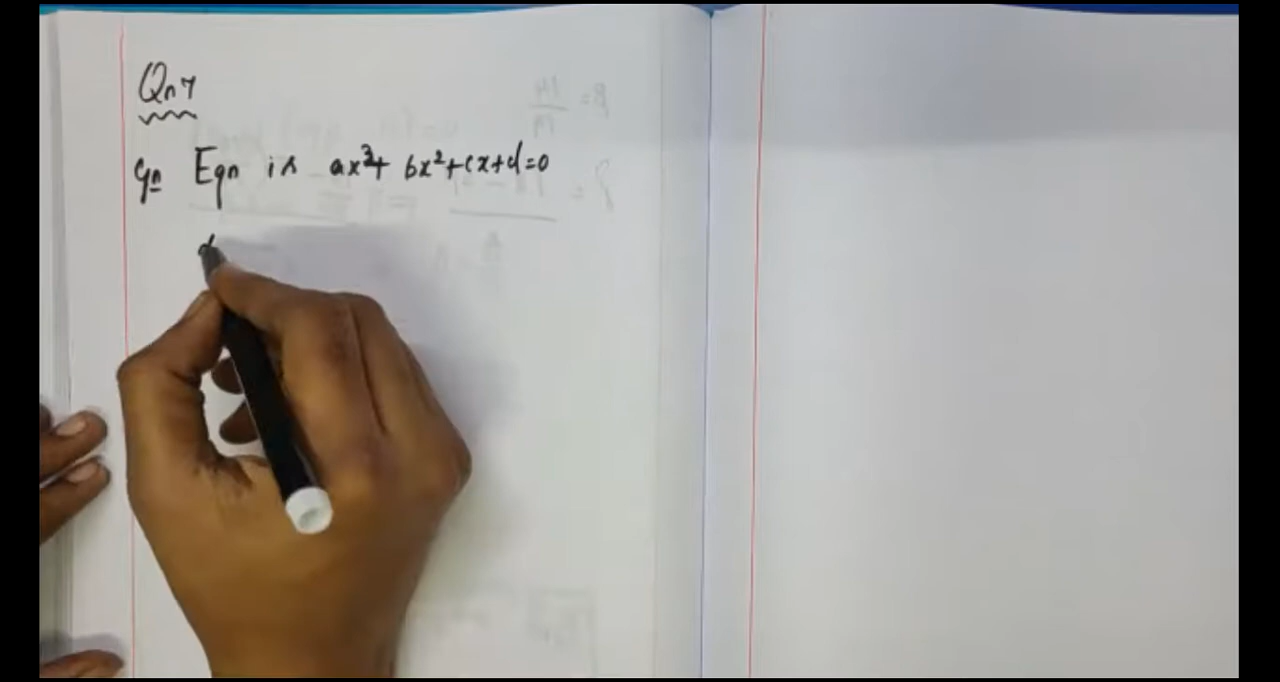 Qn 7
Gn Eqn is ax³+ bx²+cx+d=0